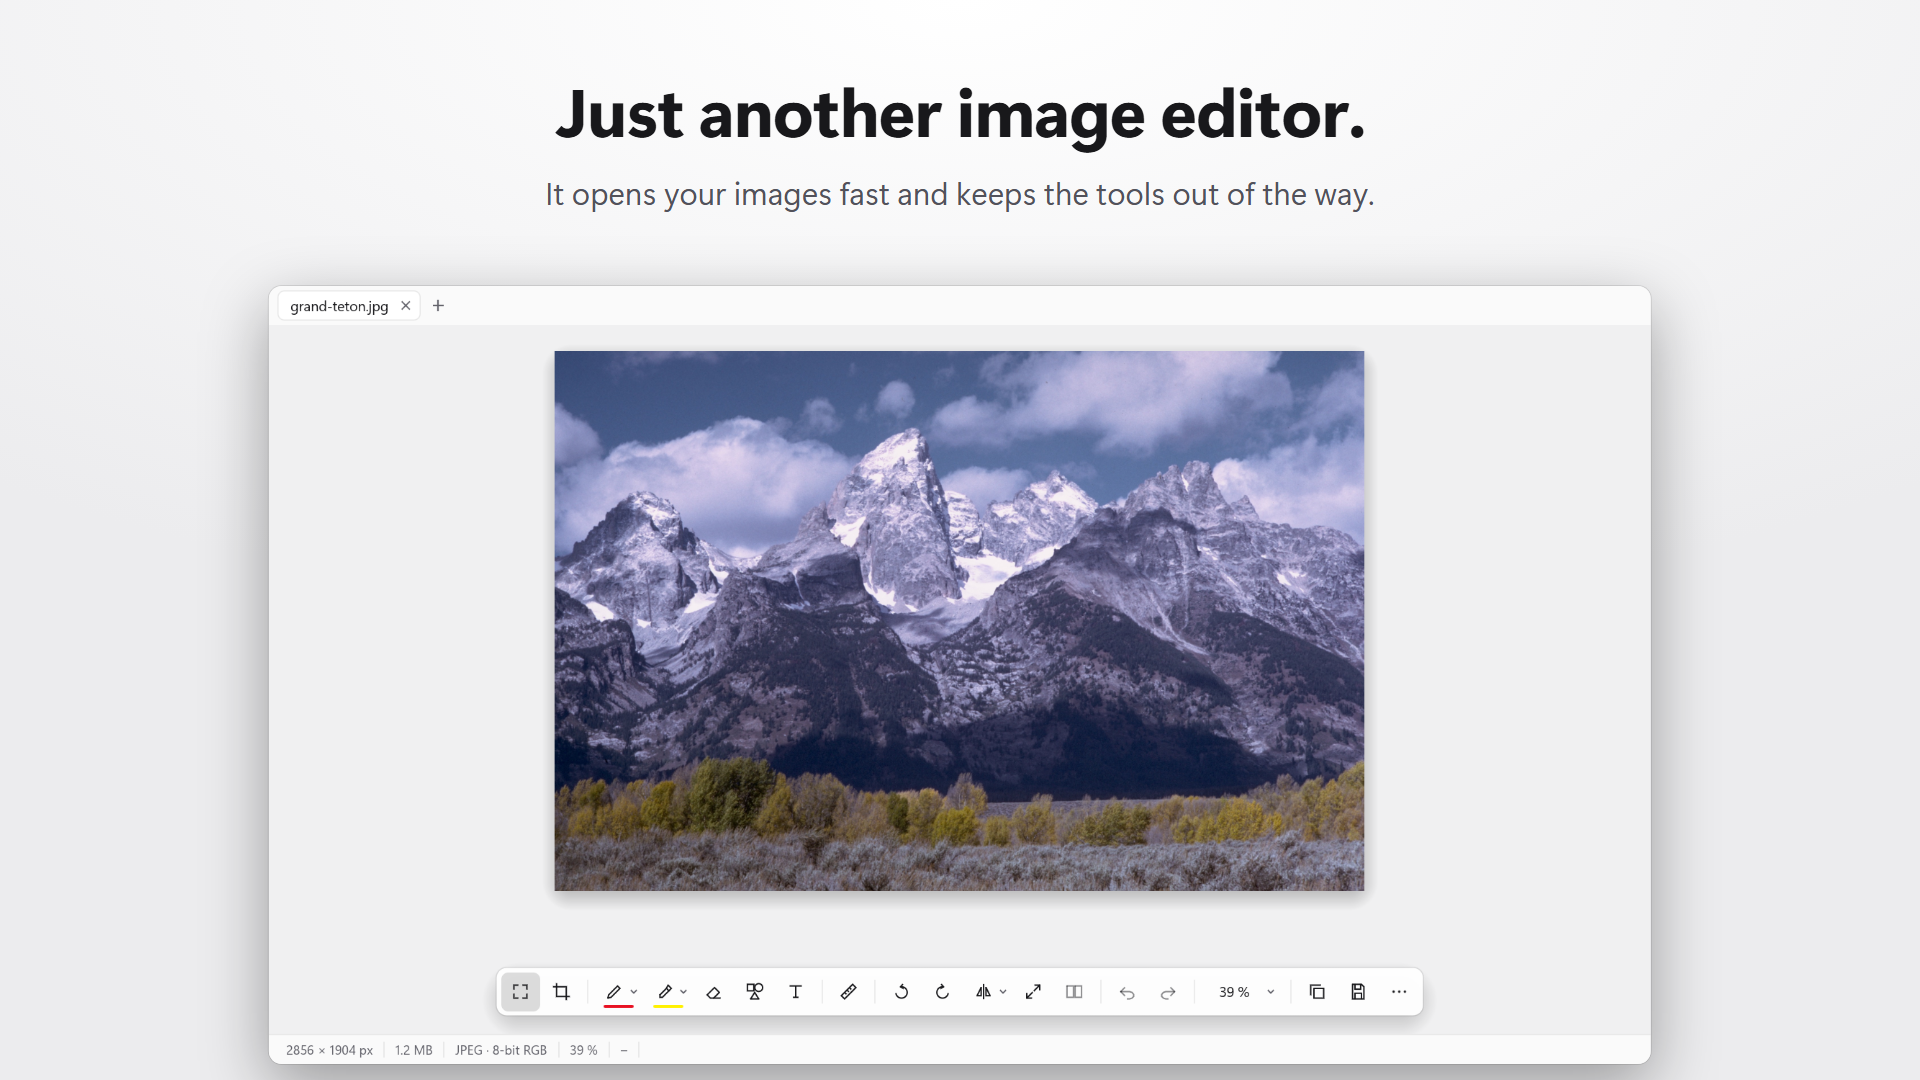 Just another image editor.
It opens your images fast and keeps the tools out of the way.
grand-teton.jpg
39 %
2856 × 1904 px
1.2 MB
JPEG · 8-bit RGB
39 %
–